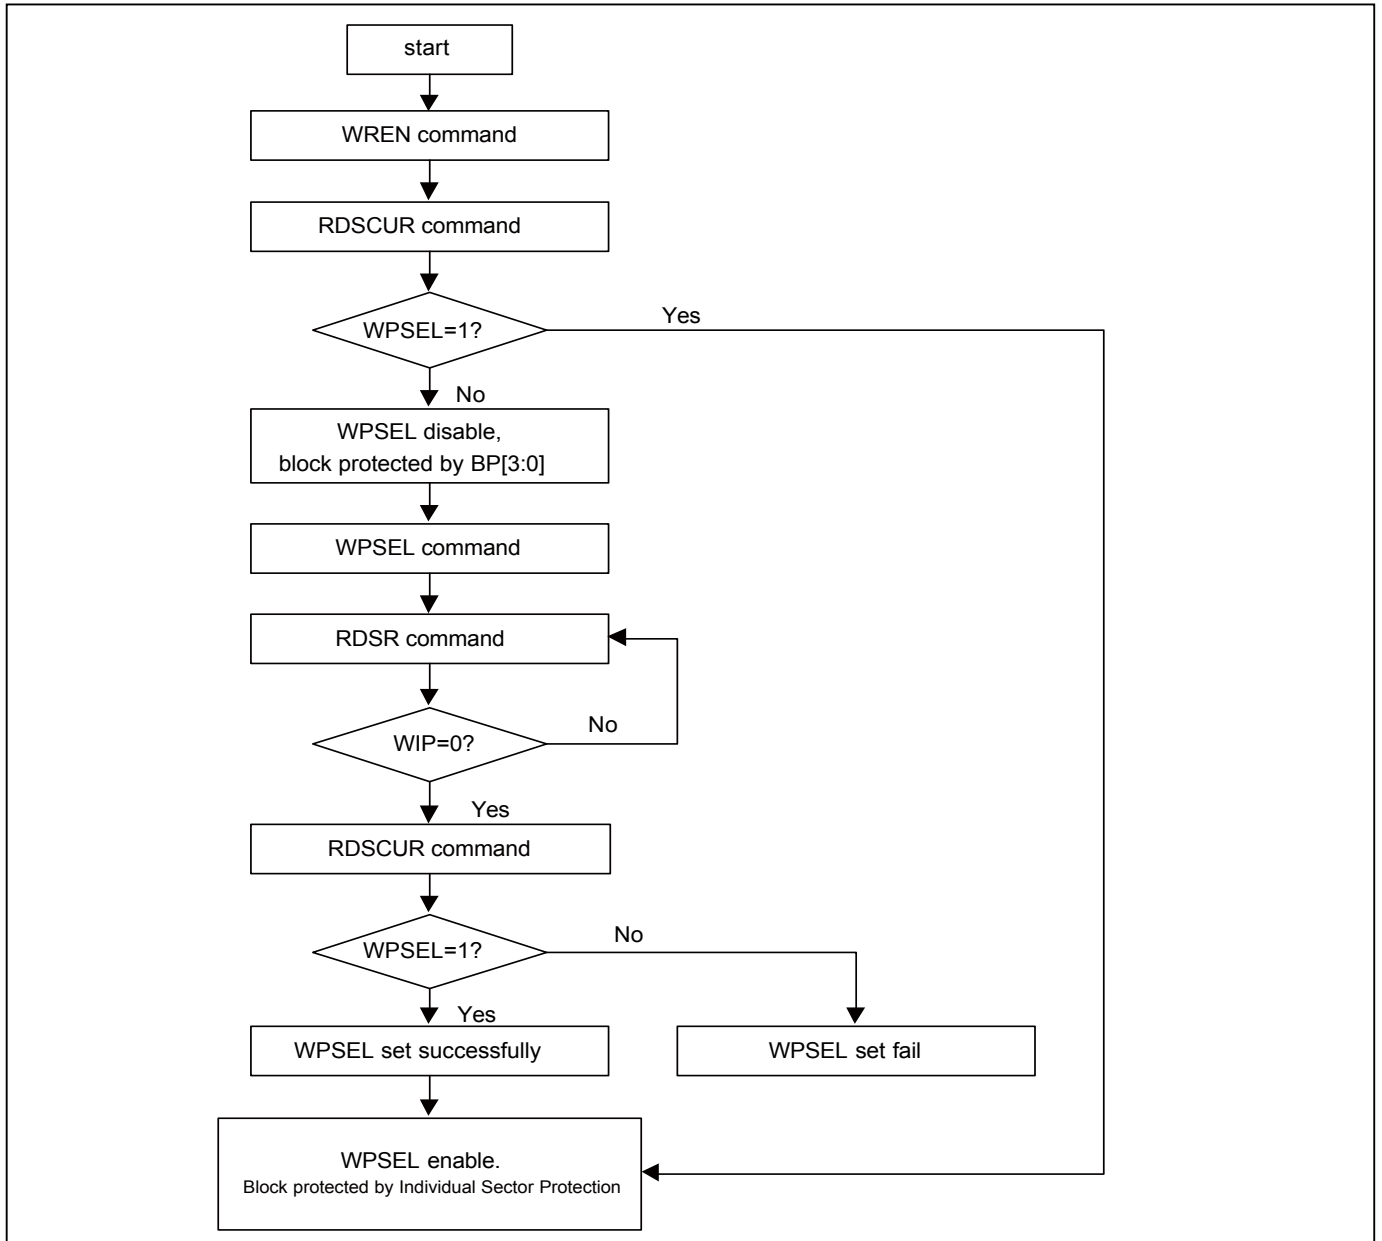 start
WREN command
RDSCUR command
WPSEL=1?
Yes
No
WPSEL disable,
block protected by BP[3:0]
WPSEL command
RDSR command
WIP=0?
No
Yes
RDSCUR command
WPSEL=1?
No
Yes
WPSEL set successfully
WPSEL set fail
WPSEL enable.
Block protected by Individual Sector Protection